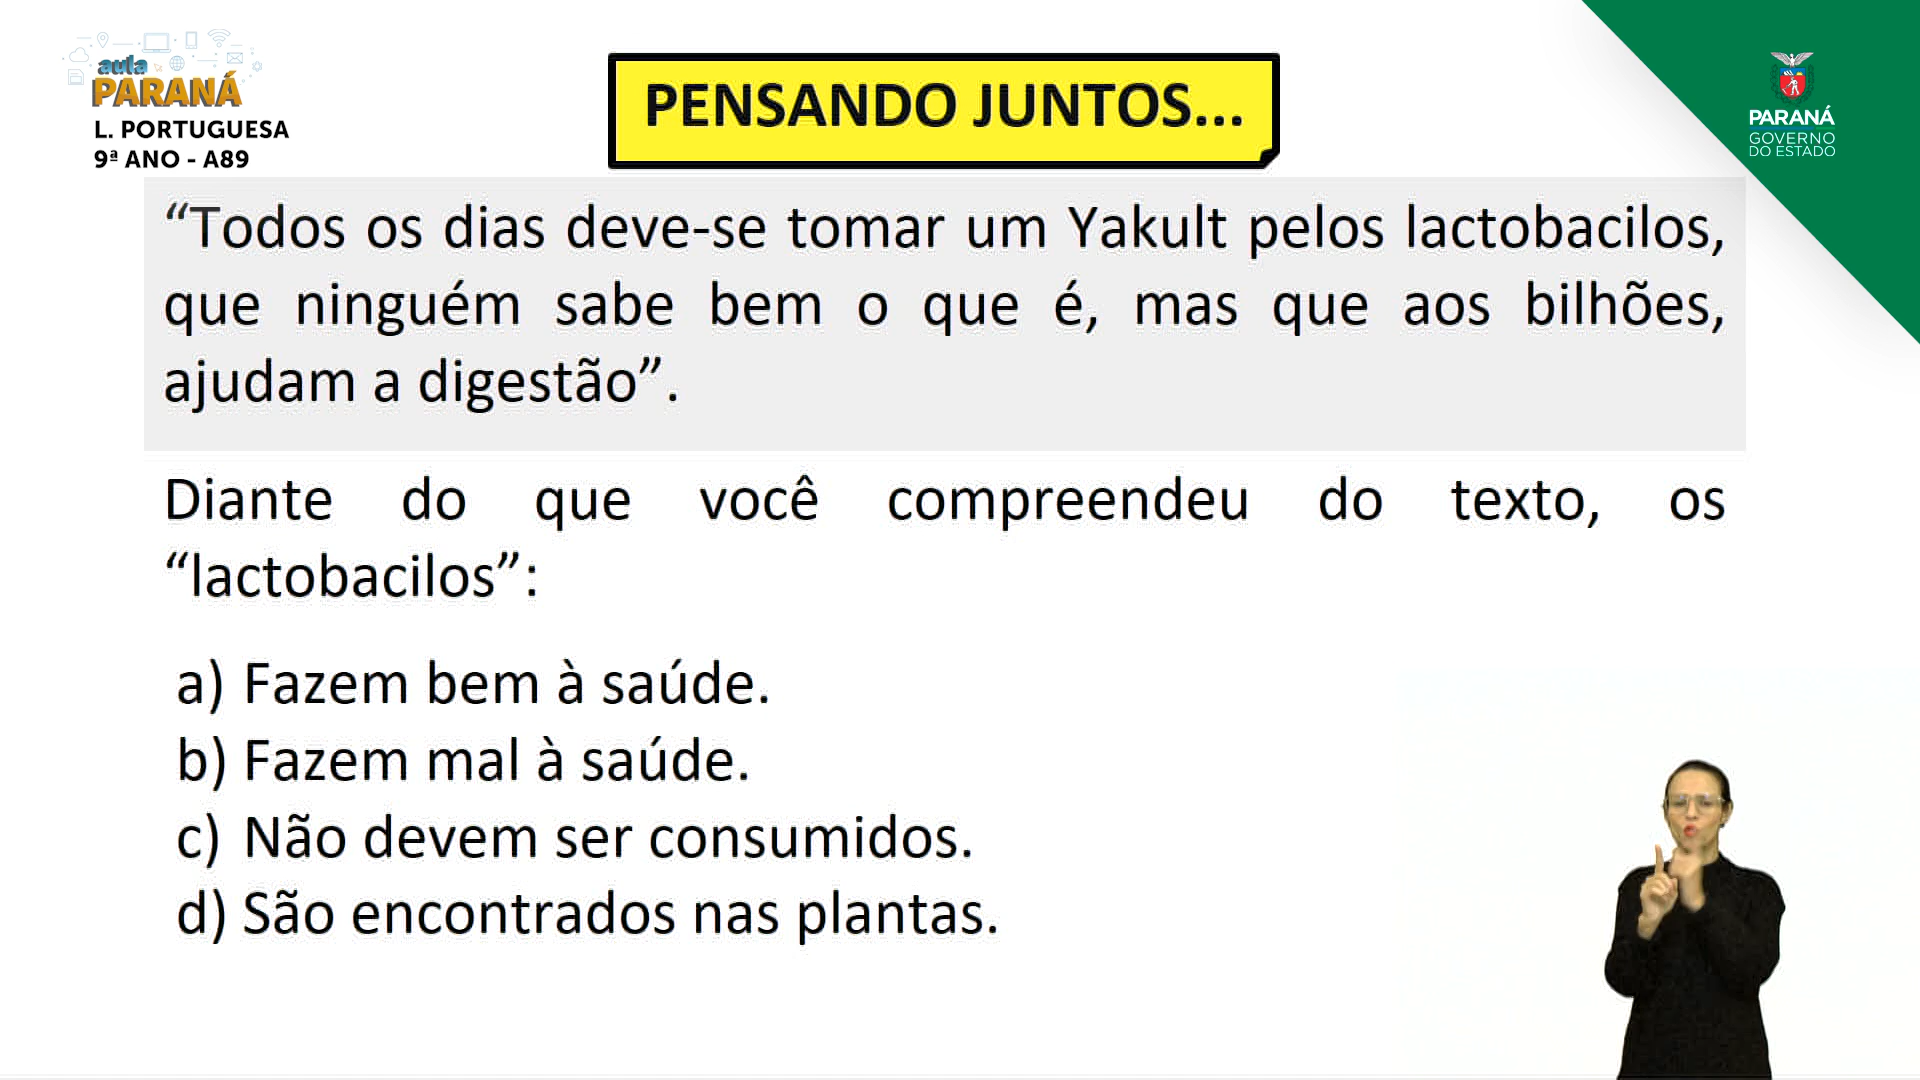 aula
PARANÁ
L. PORTUGUESA
9ª ANO - A89
PENSANDO JUNTOS...
PARANÁ
GOVERNO
DO ESTADO
“Todos os dias deve-se tomar um Yakult pelos lactobacilos,
que ninguém sabe bem o que é, mas que aos bilhões,
ajudam a digestão”.
Diante do que você compreendeu do texto, os
“lactobacilos”:
a) Fazem bem à saúde.
b) Fazem mal à saúde.
c) Não devem ser consumidos.
d) São encontrados nas plantas.